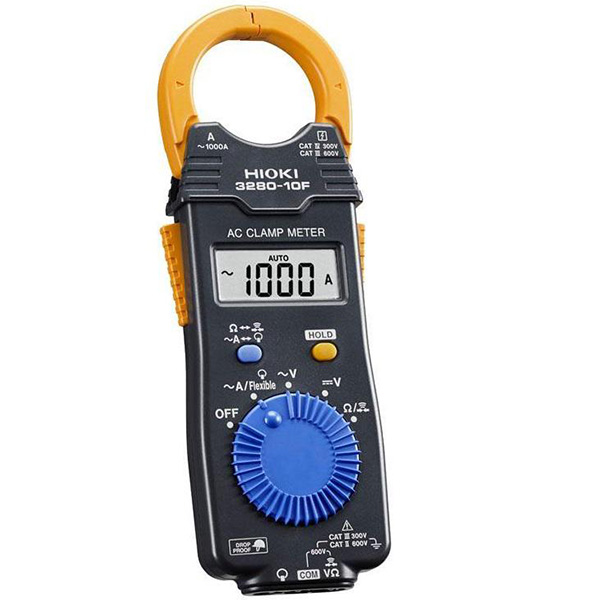 A
~1000A
CAT Ⅳ 300V
CAT Ⅲ 600V
HIOKI
3280-10F
AC CLAMP METER
AUTO
~ 1000 A
Ω↔
~A↔
HOLD
~A/Flexible
~V
⎓V
OFF
Ω/
DROP
PROOF
CAT Ⅲ 300V
CAT Ⅱ 600V
600V
COM
VΩ